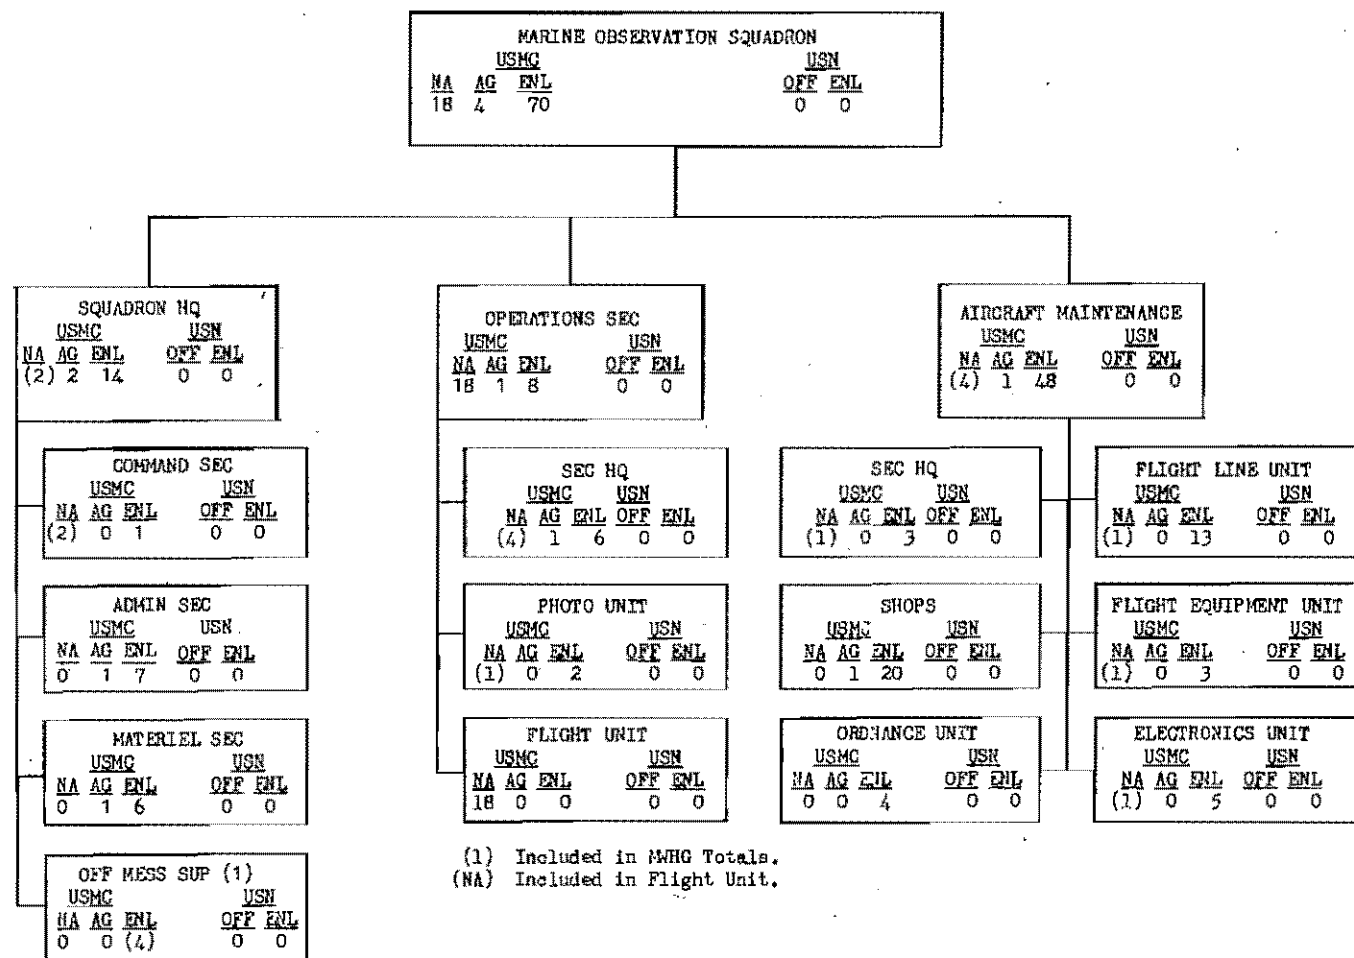 MARINE OBSERVATION SQUADRON
USMC USN
NA AG ENL OFF ENL
18 4 70 0 0
SQUADRON HQ
USMC USN
NA AG ENL OFF ENL
(2) 2 14 0 0
COMMAND SEC
USMC USN
NA AG ENL OFF ENL
(2) 0 1 0 0
ADMIN SEC
USMC USN
NA AG ENL OFF ENL
0 1 7 0 0
MATERIEL SEC
USMC USN
NA AG ENL OFF ENL
0 1 6 0 0
OFF MESS SUP (1)
USMC USN
NA AG ENL OFF ENL
0 0 (4) 0 0
OPERATIONS SEC
USMC USN
NA AG ENL OFF ENL
18 1 8 0 0
SEC HQ
USMC USN
NA AG ENL OFF ENL
(4) 1 6 0 0
PHOTO UNIT
USMC USN
NA AG ENL OFF ENL
(1) 0 2 0 0
FLIGHT UNIT
USMC USN
NA AG ENL OFF ENL
18 0 0 0 0
AIRCRAFT MAINTENANCE
USMC USN
NA AG ENL OFF ENL
(4) 1 48 0 0
SEC HQ
USMC USN
NA AG ENL OFF ENL
(1) 0 3 0 0
SHOPS
USMC USN
NA AG ENL OFF ENL
0 1 20 0 0
ORDNANCE UNIT
USMC USN
NA AG ENL OFF ENL
0 0 4 0 0
FLIGHT LINE UNIT
USMC USN
NA AG ENL OFF ENL
(1) 0 13 0 0
FLIGHT EQUIPMENT UNIT
USMC USN
NA AG ENL OFF ENL
(1) 0 3 0 0
ELECTRONICS UNIT
USMC USN
NA AG ENL OFF ENL
(1) 0 5 0 0
(1) Included in MWHG Totals.
(NA) Included in Flight Unit.